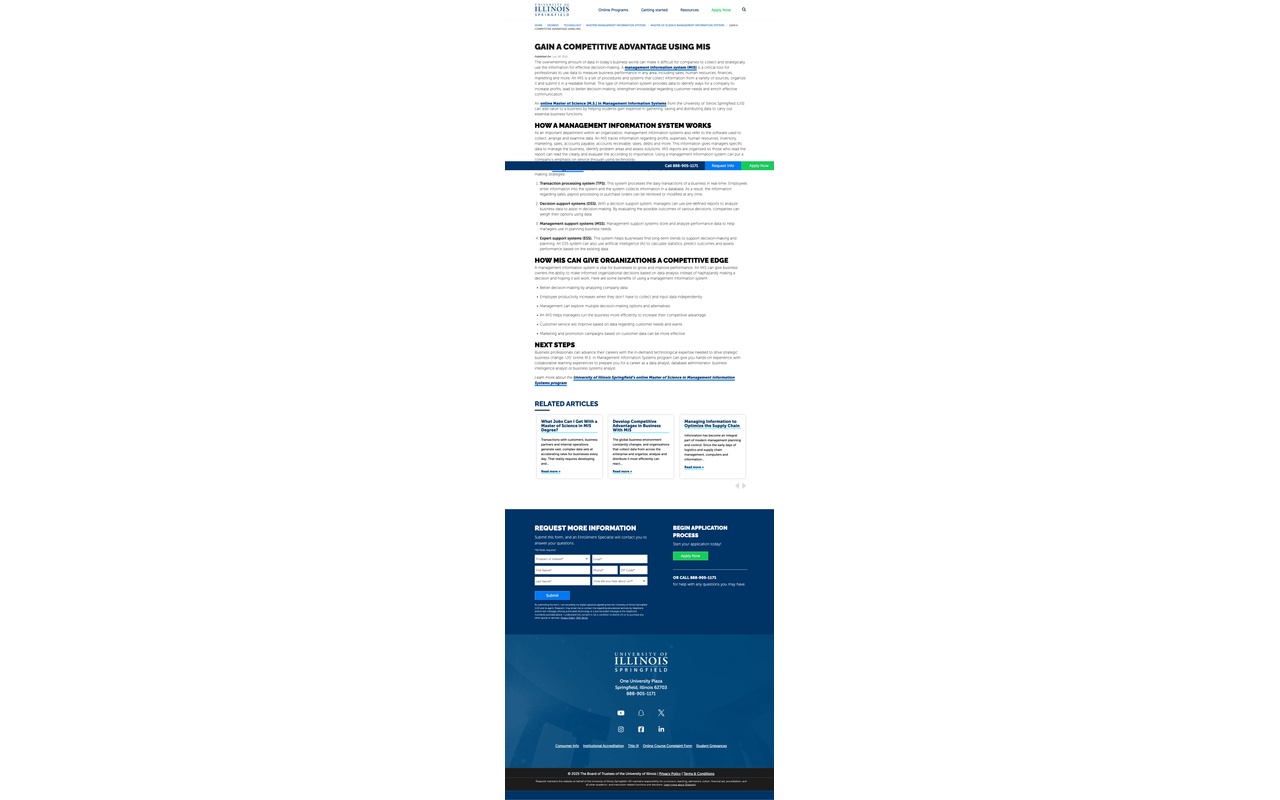 UNIVERSITY OF
ILLINOIS
SPRINGFIELD
Online Programs Getting started Resources Apply Now
HOME DEGREES TECHNOLOGY MASTERS MANAGEMENT INFORMATION SYSTEMS MASTER OF SCIENCE MANAGEMENT INFORMATION SYSTEMS GAIN A
COMPETITIVE ADVANTAGE USING MIS
GAIN A COMPETITIVE ADVANTAGE USING MIS
Published On:
The overwhelming amount of data in today's business world can make it difficult for companies to collect and strategically
use the information for effective decision-making. A management information system (MIS) is a critical tool for
professionals to use data to measure business performance in any area, including sales, human resources, finances,
marketing and more. An MIS is a set of procedures and systems that collect information from a variety of sources, organize
it and submit it in a readable format. This type of information system provides data to identify ways for a company to
increase profits, lead to better decision-making, strengthen knowledge regarding customer needs and enrich effective
communication.
An online Master of Science (M.S.) in Management Information Systems from the University of Illinois Springfield (UIS)
can add value to a business by helping students gain expertise in gathering, saving and distributing data to carry out
essential business functions.
HOW A MANAGEMENT INFORMATION SYSTEM WORKS
As an important department within an organization, management information systems also refer to the software used to
collect, arrange and examine data. An MIS tracks information regarding profits, expenses, human resources, inventory,
marketing, sales, accounts payable, accounts receivable, sales, debts and more. This information gives managers specific
data to manage the business, identify problem areas and assess solutions. MIS reports are organized so those who read the
report can read the clearly and evaluate the according to importance. Using a management information system can put a
company's emphasis on service through using technology.
Call 888-905-1171 Request Info Apply Now
making strategies:
1. Transaction processing system (TPS). This system processes the daily transactions of a business in real-time. Employees
enter information into the system and the system collects information in a database. As a result, the information
regarding sales, payroll processing or purchase orders can be retrieved or modified at any time.
2. Decision support systems (DSS). With a decision support system, managers can use pre-defined reports to analyze
business data to assist in decision-making. By evaluating the possible outcomes of various decisions, companies can
weigh their options using data.
3. Management support systems (MSS). Management support systems store and analyze performance data to help
managers use in planning business needs.
4. Expert support systems (ESS). This system helps businesses find long-term trends to support decision-making and
planning. An ESS system can also use artificial intelligence (AI) to calculate statistics, predict outcomes and assess
performance based on the existing data.
HOW MIS CAN GIVE ORGANIZATIONS A COMPETITIVE EDGE
A management information system is vital for businesses to grow and improve performance. An MIS can give business
owners the ability to make informed organizational decisions based on data analysis instead of haphazardly making a
decision and hoping it will work. Here are some benefits of using a management information system:
• Better decision-making by analyzing company data
• Employee productivity increases when they don't have to collect and input data independently
• Management can explore multiple decision-making options and alternatives
• An MIS helps managers run the business more efficiently to increase their competitive advantage
• Customer service will improve based on data regarding customer needs and wants
• Marketing and promotion campaigns based on customer data can be more effective
NEXT STEPS
Business professionals can advance their careers with the in-demand technological expertise needed to drive strategic
business change. UIS' online M.S. in Management Information Systems program can give you hands-on experience with
collaborative learning experiences to prepare you for a career as a data analyst, database administrator, business
intelligence analyst or business systems analyst.
Learn more about the University of Illinois Springfield's online Master of Science in Management Information
Systems program
RELATED ARTICLES
What Jobs Can I Get With a
Master of Science in MIS
Degree?
Transactions with customers, business
partners and internal operations
generate vast, complex data sets at
accelerating rates for businesses every
day. That reality requires developing
and...
Read more »
Develop Competitive
Advantages in Business
With MIS
The global business environment
constantly changes, and organizations
that collect data from across the
enterprise and organize, analyze and
distribute it most efficiently can
react...
Read more »
Managing Information to
Optimize the Supply Chain
Information has become an integral
part of modern management planning
and control. Since the early days of
logistics and supply chain
management, computers and
information...
Read more »
REQUEST MORE INFORMATION
Submit this form, and an Enrollment Specialist will contact you to
answer your questions.
*All fields required
Program of Interest* Email*
First Name* Phone* ZIP Code*
Last Name* How did you hear about us?*
Submit
Privacy Policy SMS Terms
BEGIN APPLICATION
PROCESS
Start your application today!
Apply Now
OR CALL 888-905-1171
for help with any questions you may have.
UNIVERSITY OF
ILLINOIS
SPRINGFIELD
One University Plaza
Springfield, Illinois 62703
888-905-1171
Consumer Info Institutional Accreditation Title IX Online Course Complaint Form Student Grievances
© 2025 The Board of Trustees of the University of Illinois | Privacy Policy | Terms & Conditions